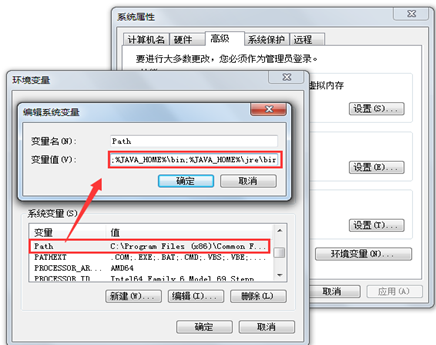 系统属性
计算机名
硬件
高级
系统保护
远程
要进行大多数更改，您必须作为管理员登录。
虚拟内存
设置(S)...
设置(E)...
设置(T)...
环境变量(N)...
取消
应用(A)
环境变量
编辑系统变量
变量名(N):
Path
变量值(V):
;%JAVA_HOME%\bin;%JAVA_HOME%\jre\bin
确定
取消
系统变量(S)
变量
值
Path
C:\Program Files (x86)\Common F...
PATHEXT
.COM;.EXE;.BAT;.CMD;.VBS;.VBE;....
PROCESSOR_AR...
AMD64
PROCESSOR_ID
Intel64 Family 6 Model 69 Stepp
新建(W)...
编辑(I)...
删除(L)
确定
取消